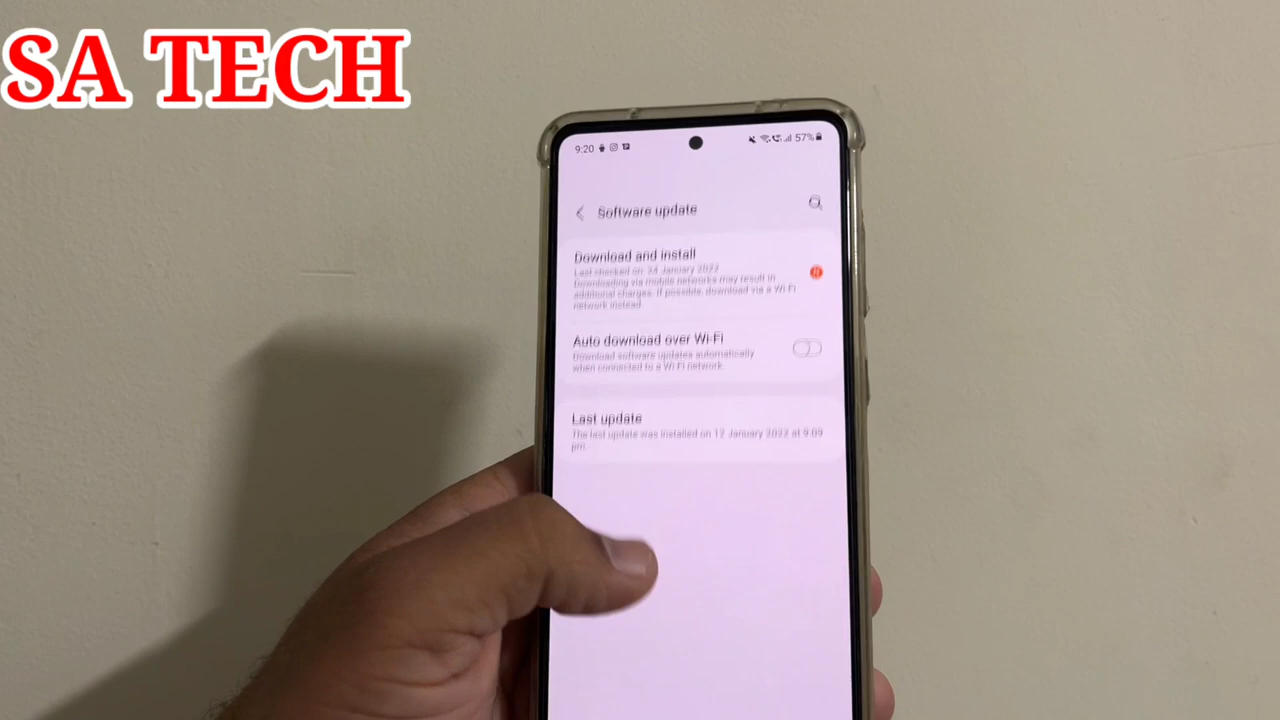 SA TECH
9:20
57%
Software update
Download and install
Last checked on: 24 January 2022
Downloading via mobile networks may result in
additional charges. If possible, download via a Wi-Fi
network instead.
N
Auto download over Wi-Fi
Download software updates automatically
when connected to a Wi-Fi network.
Last update
The last update was installed on 12 January 2022 at 9:09
pm.